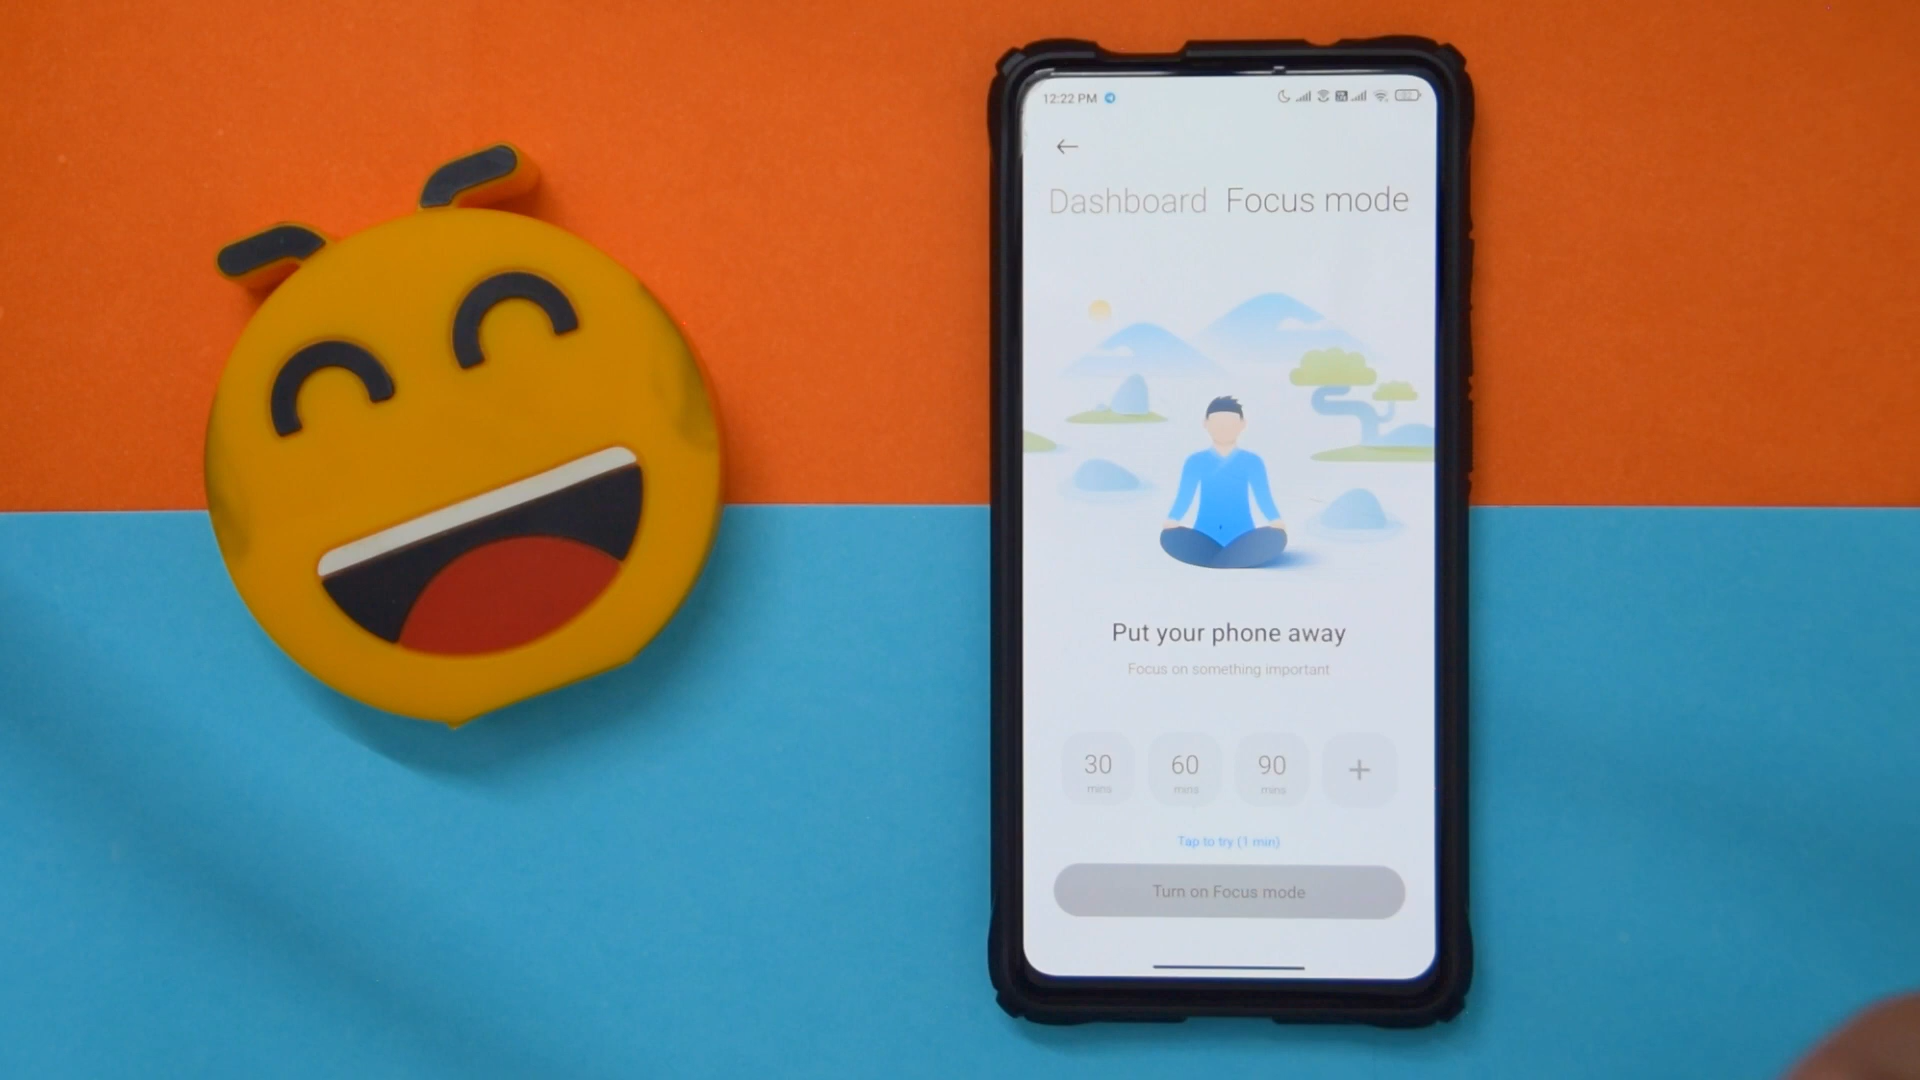 12:22 PM
Dashboard Focus mode
Put your phone away
Focus on something important
30 60 90 +
mins mins mins
Tap to try (1 min)
Turn on Focus mode